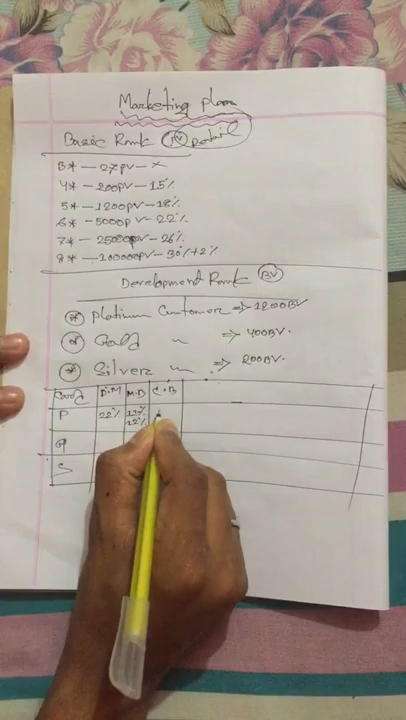 Marketing plan
Basic Rank PV Retail
3* — 27PV — ×
4* — 200PV — 15%
5* — 1200PV — 18%
6* — 5000PV — 22%
7* — 25000PV — 26%
8* — 100000PV — 30% + 2%
Development Rank BV
* Platinum Customer ⇒ 1200BV
* Gold " ⇒ 400BV.
* Silver " ⇒ 200BV.
D.M M.B C.B
P 22% 12%
G
S